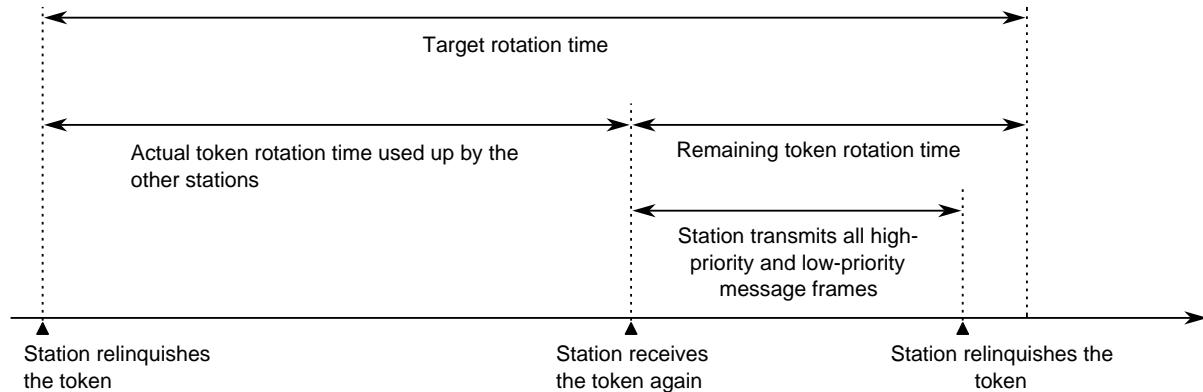 Target rotation time
Actual token rotation time used up by the
other stations
Remaining token rotation time
Station transmits all high-
priority and low-priority
message frames
Station relinquishes
the token
Station receives
the token again
Station relinquishes the
token